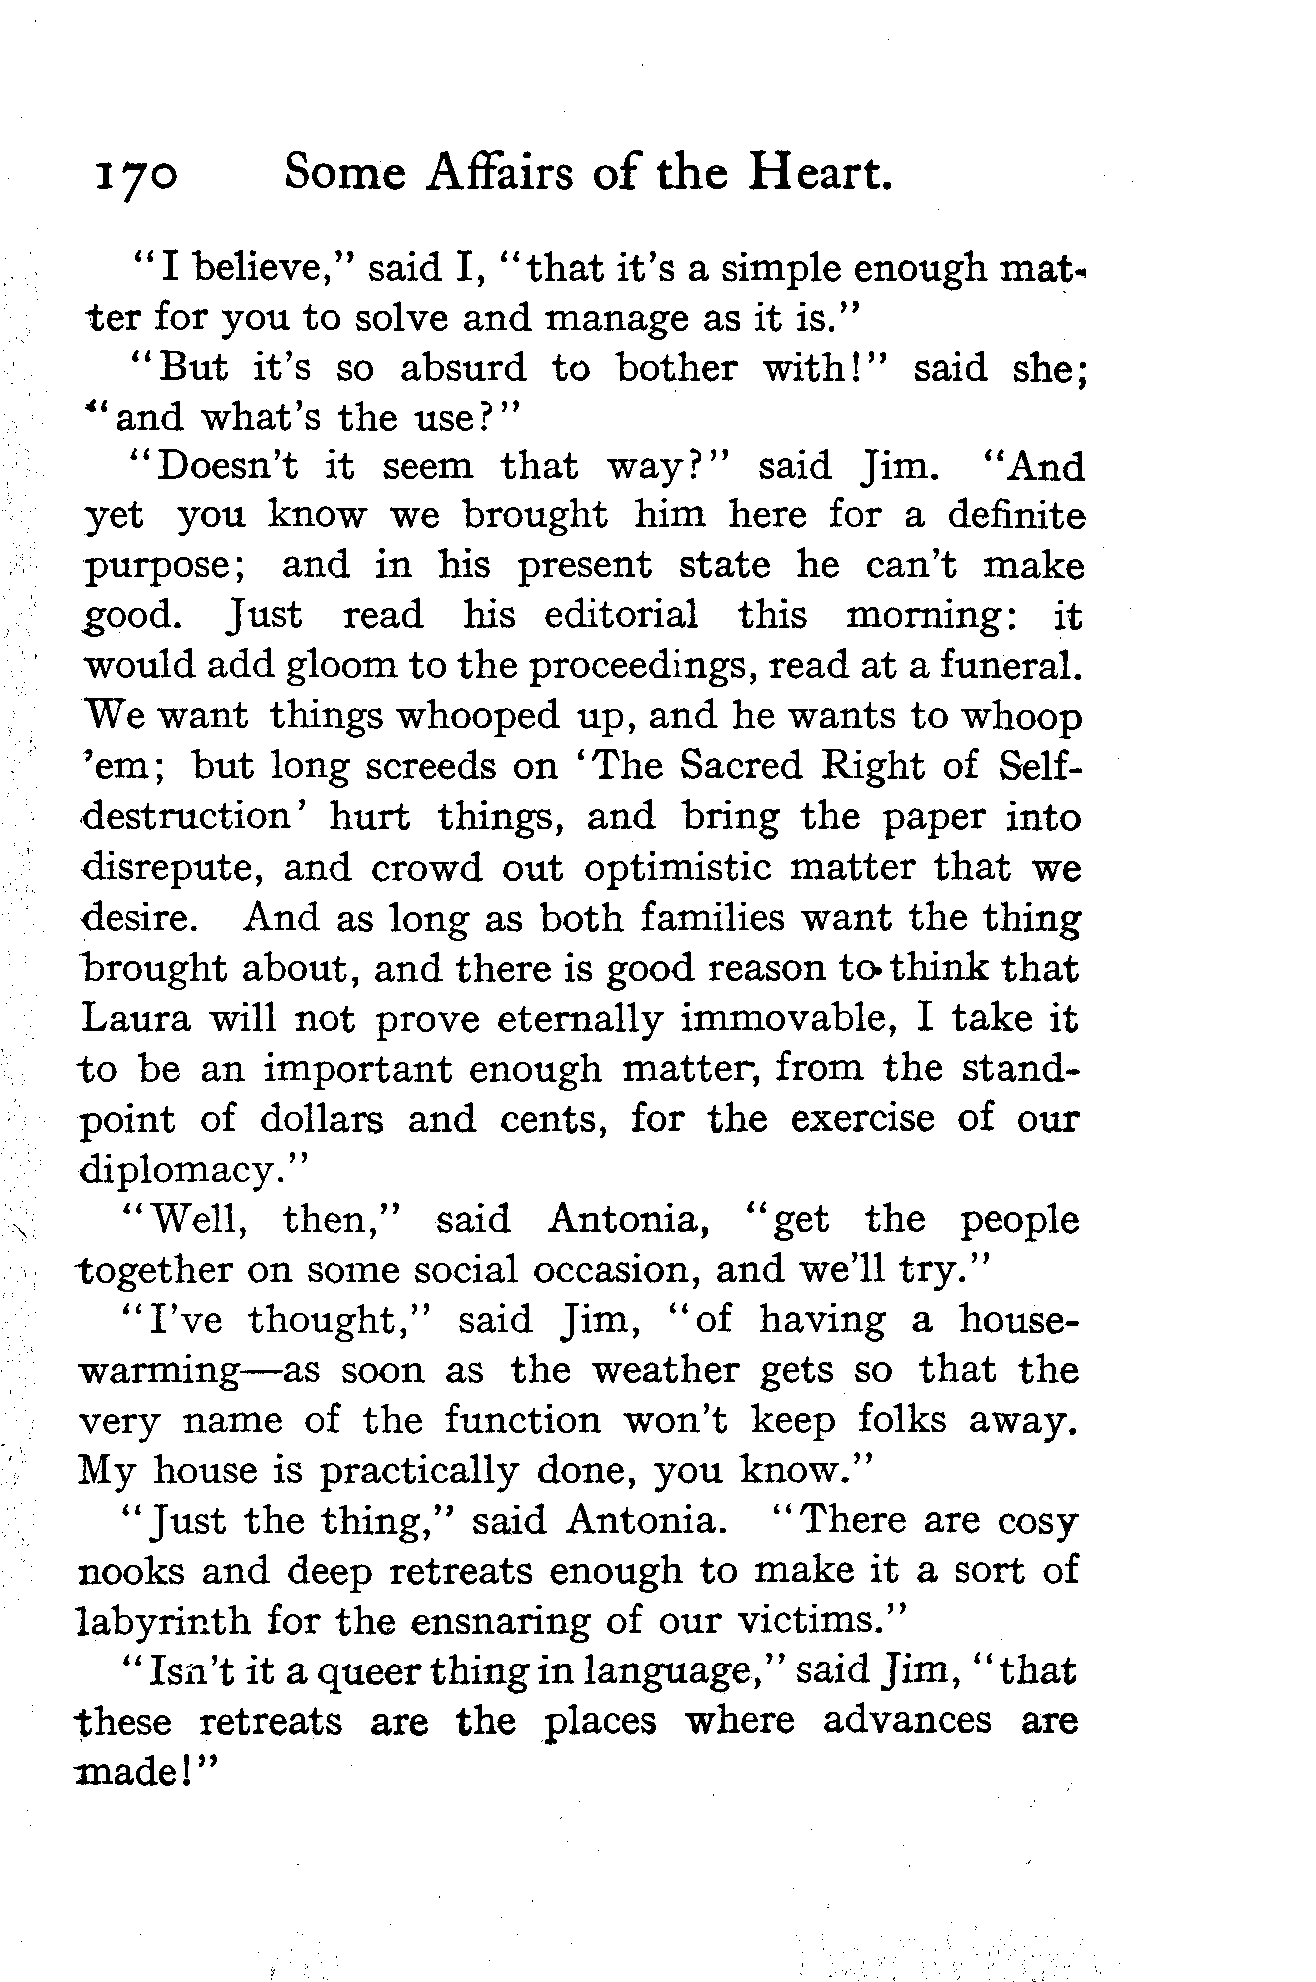 170 Some Affairs of the Heart.
“I believe,” said I, “that it’s a simple enough mat-
ter for you to solve and manage as it is.”
“But it’s so absurd to bother with!” said she;
“and what’s the use?”
“Doesn’t it seem that way?” said Jim. “And
yet you know we brought him here for a definite
purpose; and in his present state he can’t make
good. Just read his editorial this morning: it
would add gloom to the proceedings, read at a funeral.
We want things whooped up, and he wants to whoop
’em; but long screeds on ‘The Sacred Right of Self-
destruction’ hurt things, and bring the paper into
disrepute, and crowd out optimistic matter that we
desire. And as long as both families want the thing
brought about, and there is good reason to think that
Laura will not prove eternally immovable, I take it
to be an important enough matter, from the stand-
point of dollars and cents, for the exercise of our
diplomacy.”
“Well, then,” said Antonia, “get the people
together on some social occasion, and we’ll try.”
“I’ve thought,” said Jim, “of having a house-
warming—as soon as the weather gets so that the
very name of the function won’t keep folks away.
My house is practically done, you know.”
“Just the thing,” said Antonia. “There are cosy
nooks and deep retreats enough to make it a sort of
labyrinth for the ensnaring of our victims.”
“Isn’t it a queer thing in language,” said Jim, “that
these retreats are the places where advances are
made!”